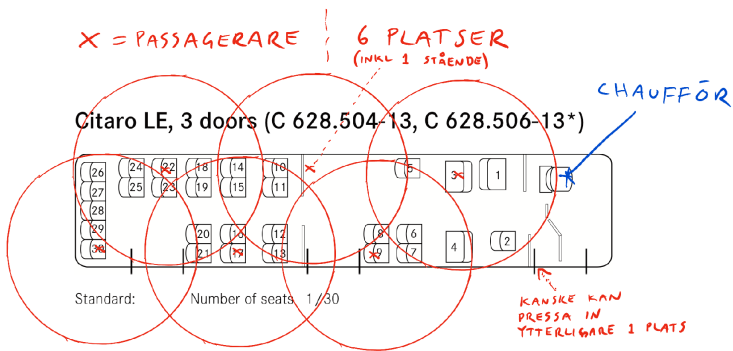 X = PASSAGERARE
6 PLATSER
(INKL 1 STÅENDE)
CHAUFFÖR
Citaro LE, 3 doors (C 628.504-13, C 628.506-13*)
26 24 22 18 14 10 5 3 1
27 25 23 19 15 11
28
29 20 16 12 8 6 2
30 21 17 13 9 7 4
Standard: Number of seats 1/30
KANSKE KAN
PRESSA IN
YTTERLIGARE 1 PLATS